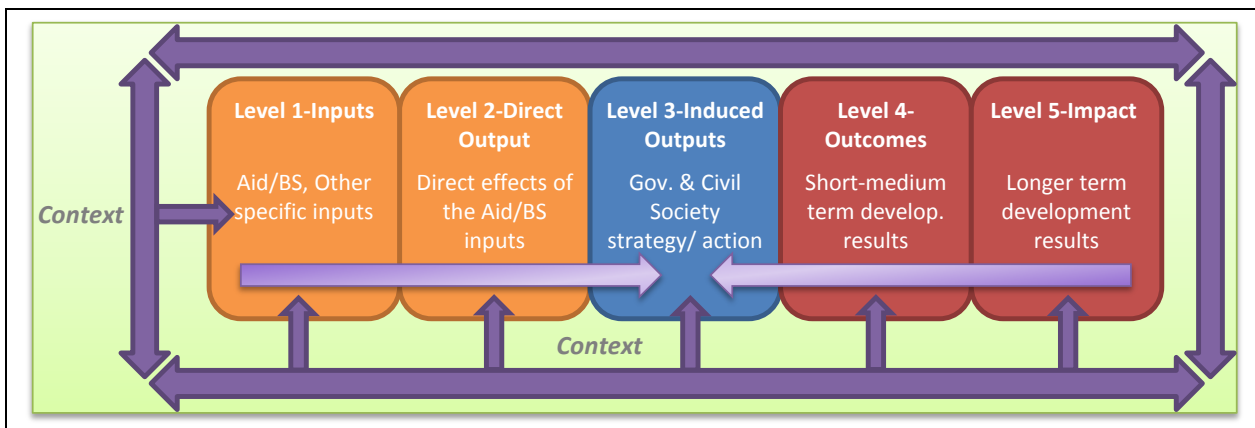 Level 1-Inputs
Aid/BS, Other
specific inputs
Level 2-Direct
Output
Direct effects of
the Aid/BS
inputs
Level 3-Induced
Outputs
Gov. & Civil
Society
strategy/ action
Level 4-
Outcomes
Short-medium
term develop.
results
Level 5-Impact
Longer term
development
results
Context
Context